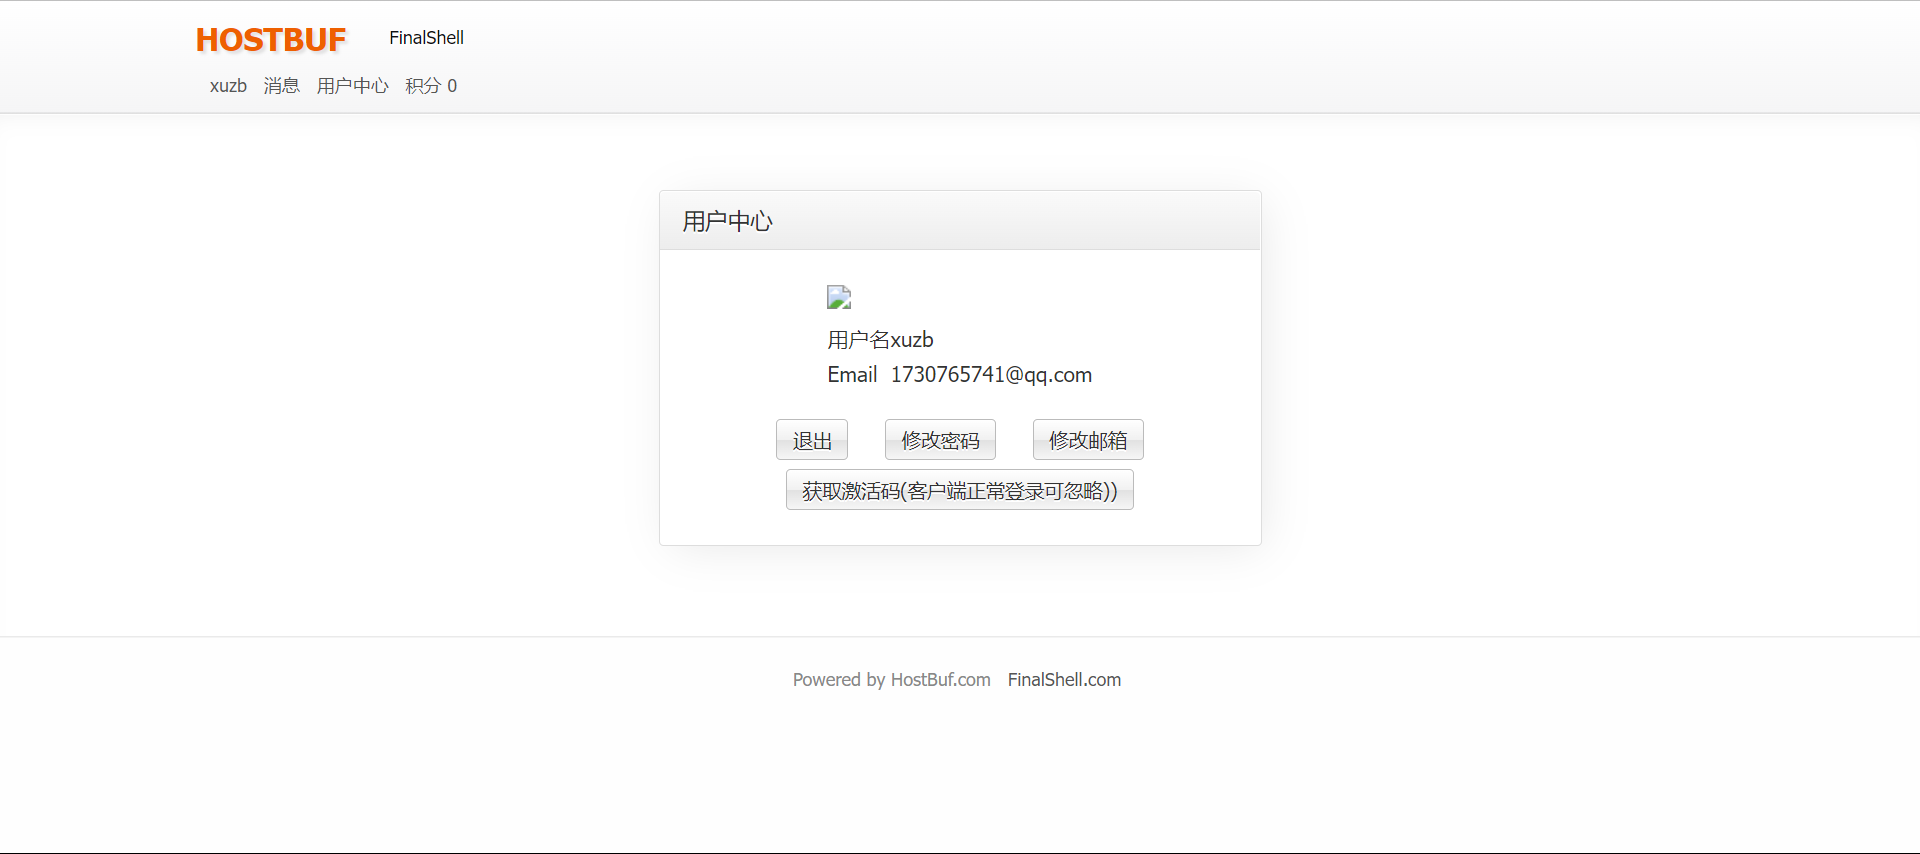 HOSTBUF FinalShell
xuzb 消息 用户中心 积分 0
用户中心
用户名xuzb
Email 1730765741@qq.com
退出 修改密码 修改邮箱
获取激活码(客户端正常登录可忽略))
Powered by HostBuf.com FinalShell.com